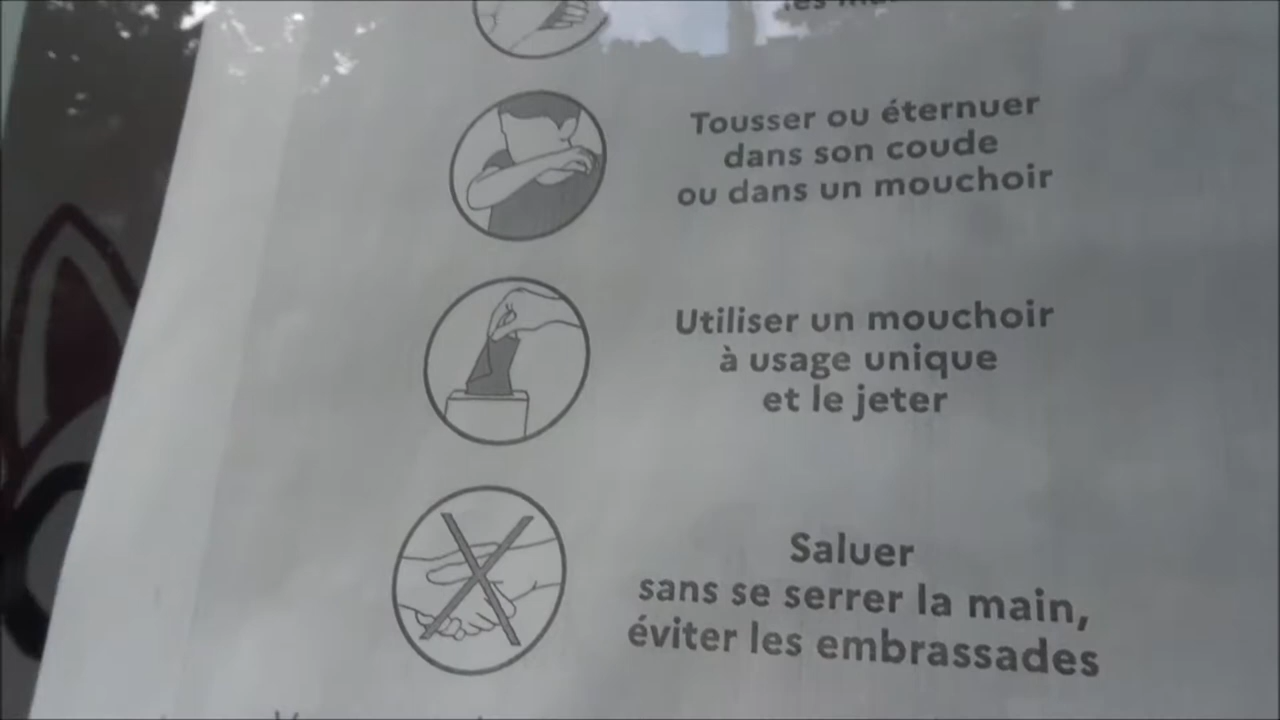 Tousser ou éternuer
dans son coude
ou dans un mouchoir
Utiliser un mouchoir
à usage unique
et le jeter
Saluer
sans se serrer la main,
éviter les embrassades